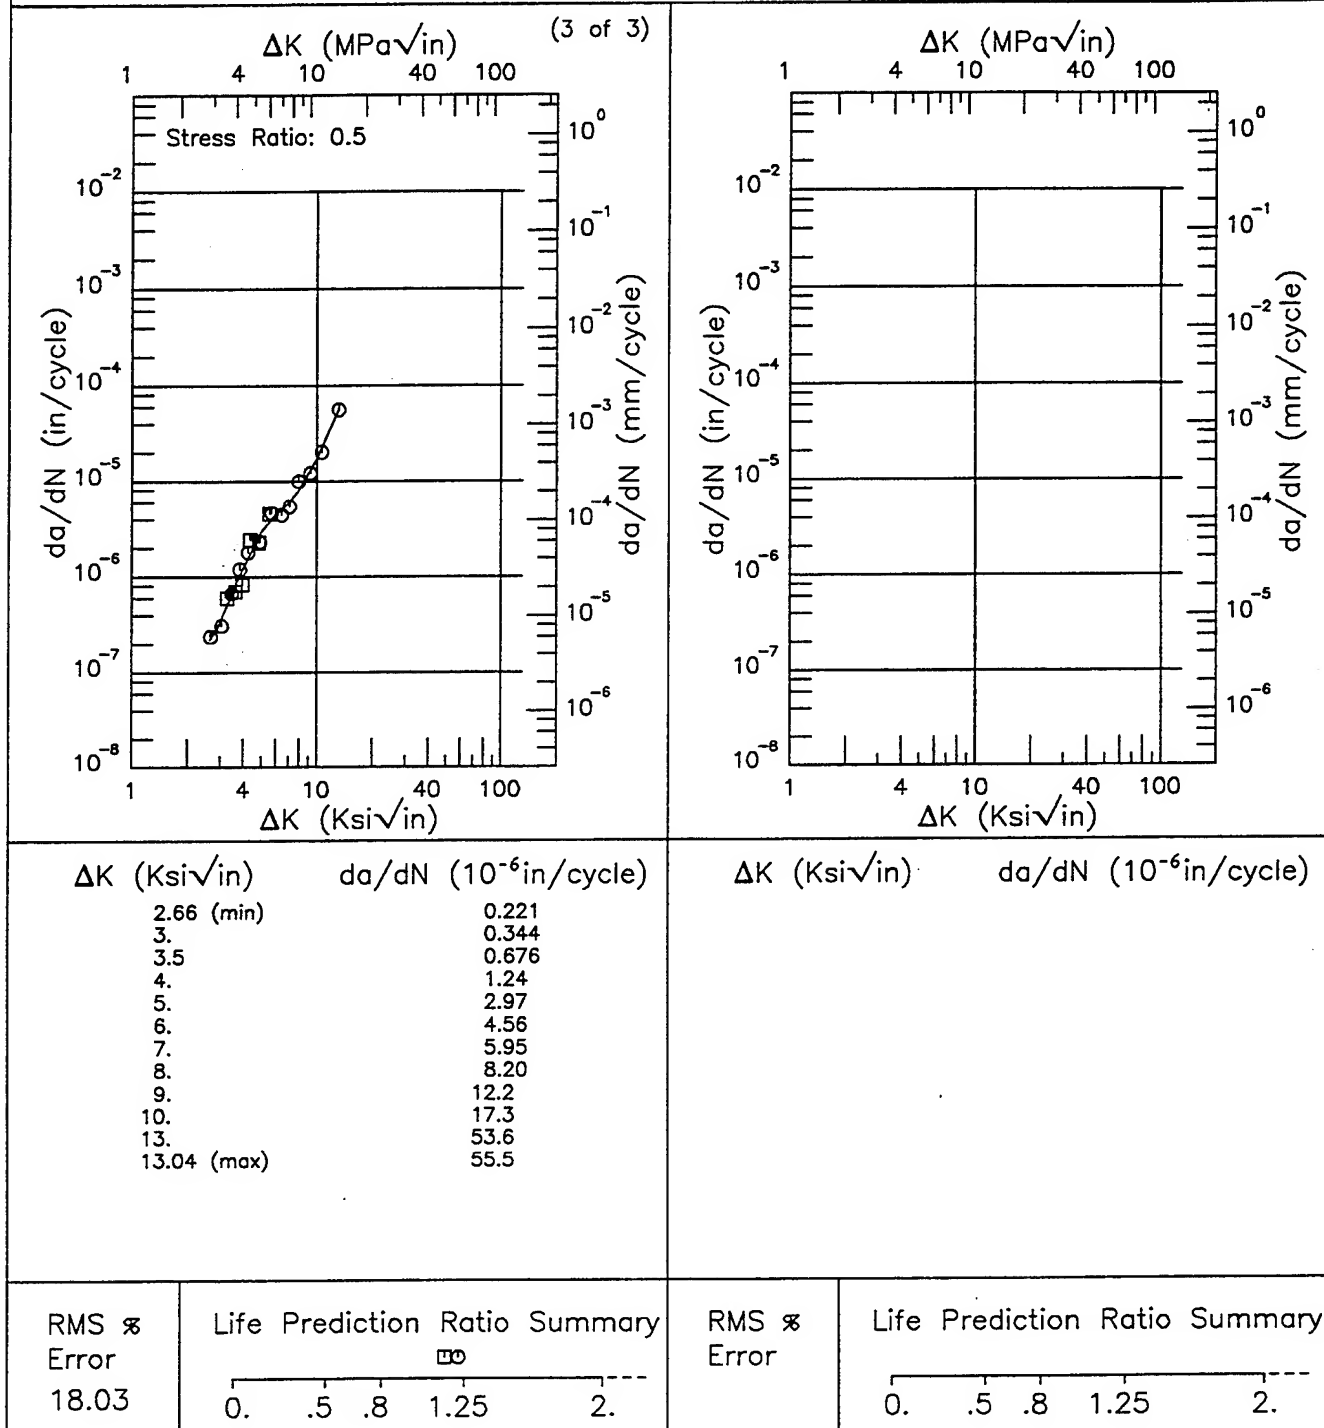 (3 of 3)
ΔK (MPa√in)
1 4 10 40 100
Stress Ratio: 0.5
10⁰
10⁻²
10⁻¹
10⁻³
10⁻²
10⁻⁴
10⁻³
10⁻⁵
10⁻⁴
10⁻⁶
10⁻⁵
10⁻⁷
10⁻⁶
10⁻⁸
da/dN (in/cycle)
da/dN (mm/cycle)
1 4 10 40 100
ΔK (Ksi√in)
ΔK (MPa√in)
1 4 10 40 100
10⁰
10⁻²
10⁻¹
10⁻³
10⁻²
10⁻⁴
10⁻³
10⁻⁵
10⁻⁴
10⁻⁶
10⁻⁵
10⁻⁷
10⁻⁶
10⁻⁸
da/dN (in/cycle)
da/dN (mm/cycle)
1 4 10 40 100
ΔK (Ksi√in)
ΔK (Ksi√in) da/dN (10⁻⁶in/cycle)
2.66 (min) 0.221
3. 0.344
3.5 0.676
4. 1.24
5. 2.97
6. 4.56
7. 5.95
8. 8.20
9. 12.2
10. 17.3
13. 53.6
13.04 (max) 55.5
ΔK (Ksi√in) da/dN (10⁻⁶in/cycle)
RMS %
Error
18.03
Life Prediction Ratio Summary
0. .5 .8 1.25 2.
RMS %
Error
Life Prediction Ratio Summary
0. .5 .8 1.25 2.